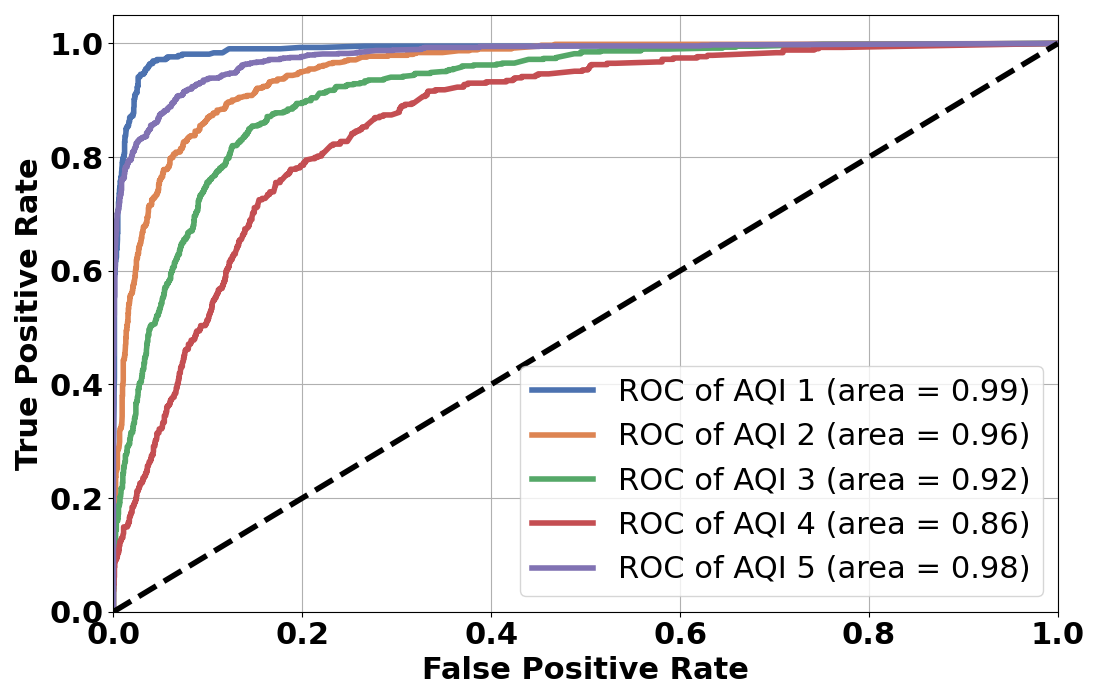 1.0
0.8
0.6
0.4
0.2
0.0
True Positive Rate
ROC of AQI 1 (area = 0.99)
ROC of AQI 2 (area = 0.96)
ROC of AQI 3 (area = 0.92)
ROC of AQI 4 (area = 0.86)
ROC of AQI 5 (area = 0.98)
0.0 0.2 0.4 0.6 0.8 1.0
False Positive Rate